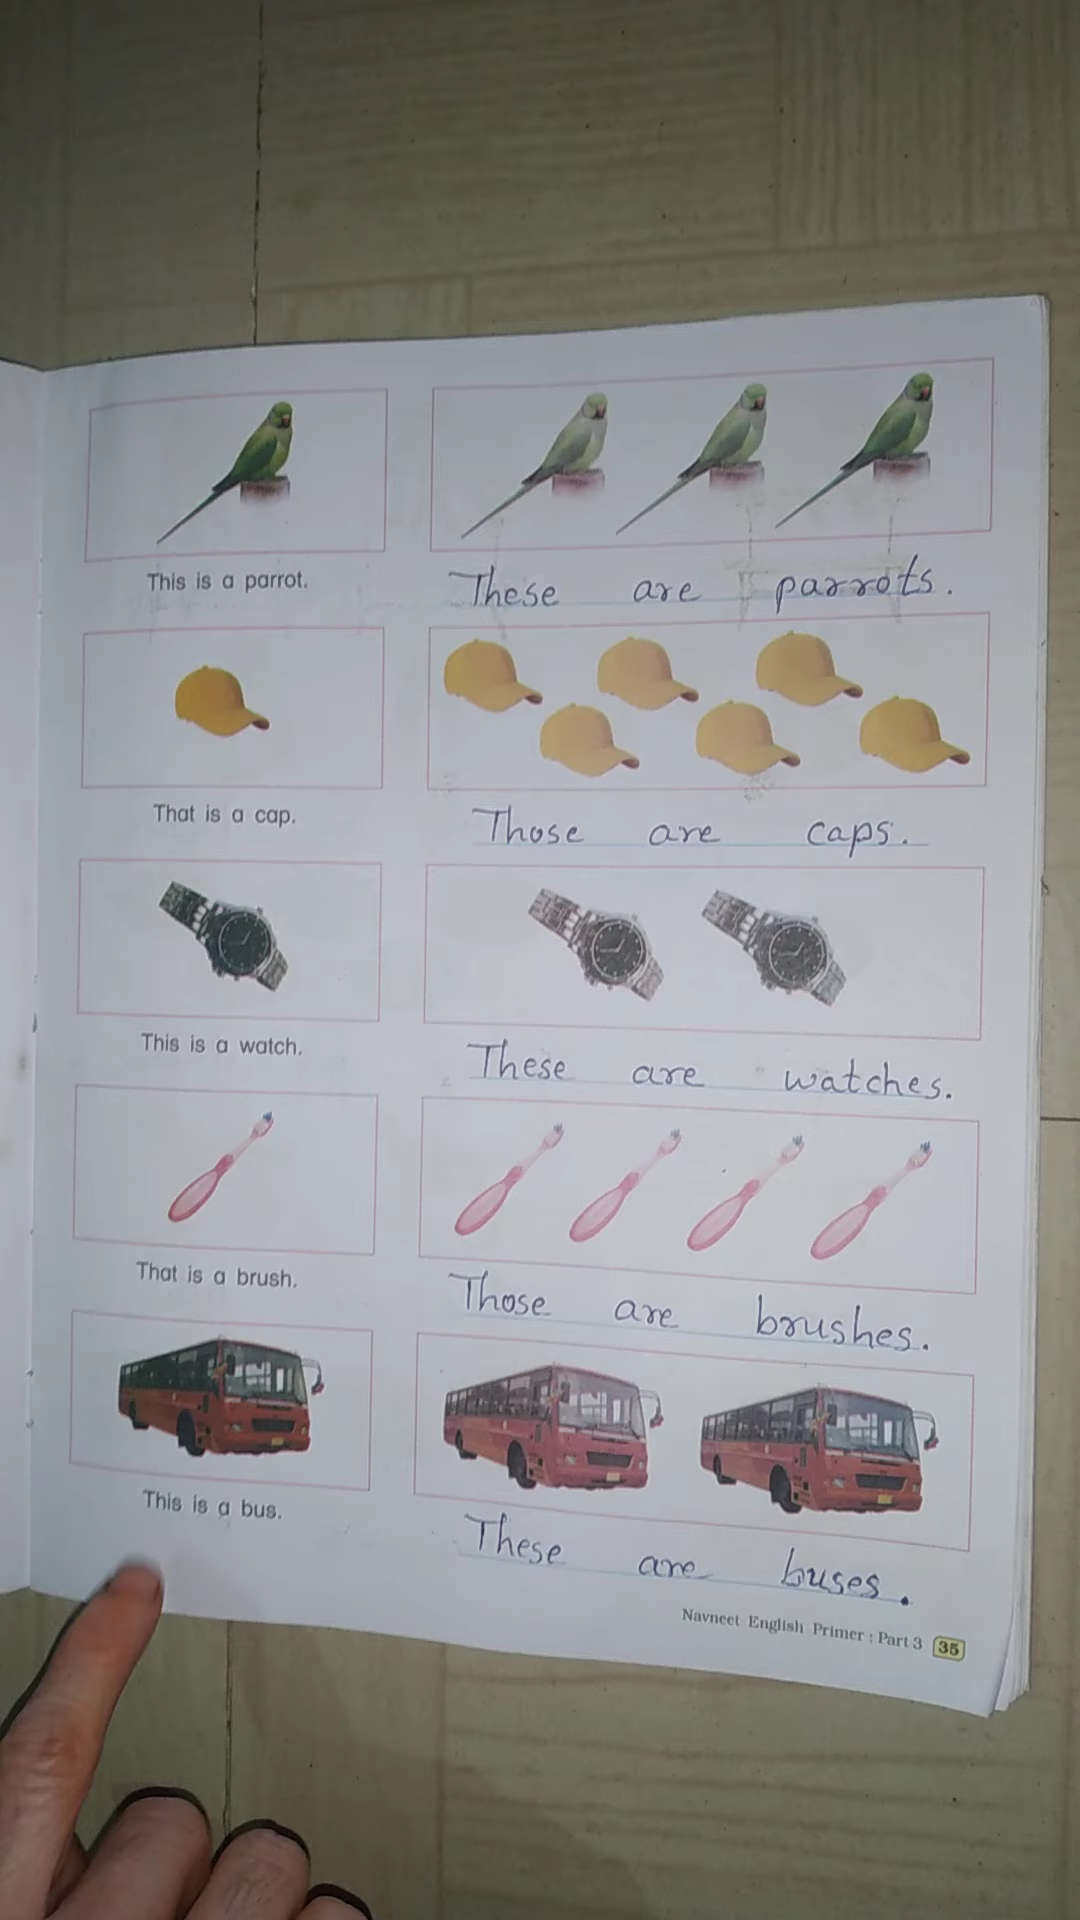 This is a parrot.
These are parrots.
That is a cap.
Those are caps.
This is a watch.
These are watches.
That is a brush.
Those are brushes.
This is a bus.
These are buses.
Navneet English Primer : Part 3 35